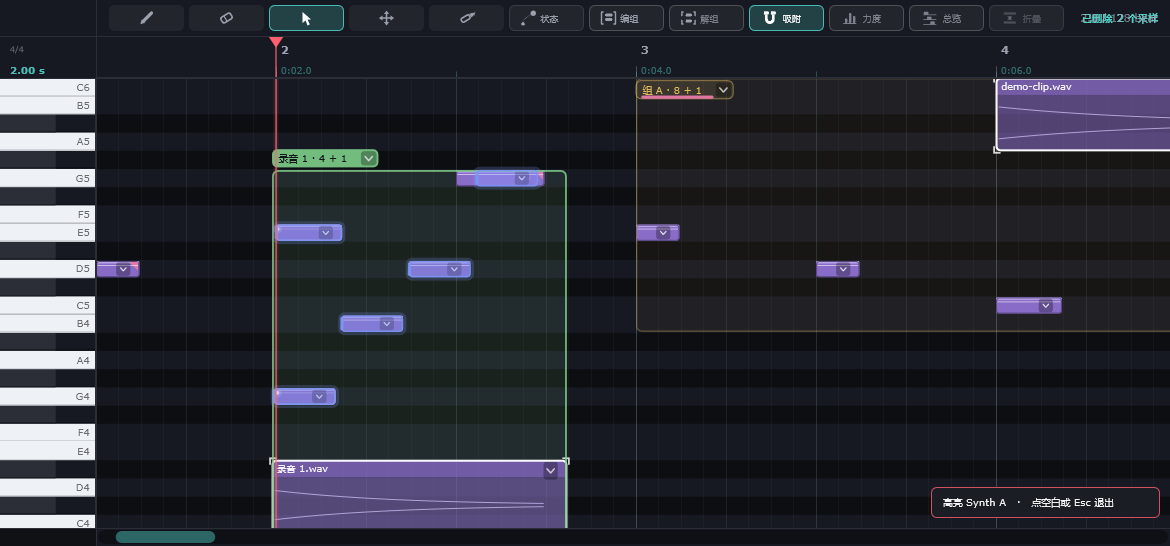 状态
编组
解组
吸附
力度
总览
折叠
已删除 2 个采样
4/4
2
3
4
2.00 s
0:02.0
0:04.0
0:06.0
C6
B5
A5
G5
F5
E5
D5
C5
B4
A4
G4
F4
E4
D4
C4
组 A · 8 + 1
demo-clip.wav
录音 1 · 4 + 1
录音 1.wav
高亮 Synth A · 点空白或 Esc 退出